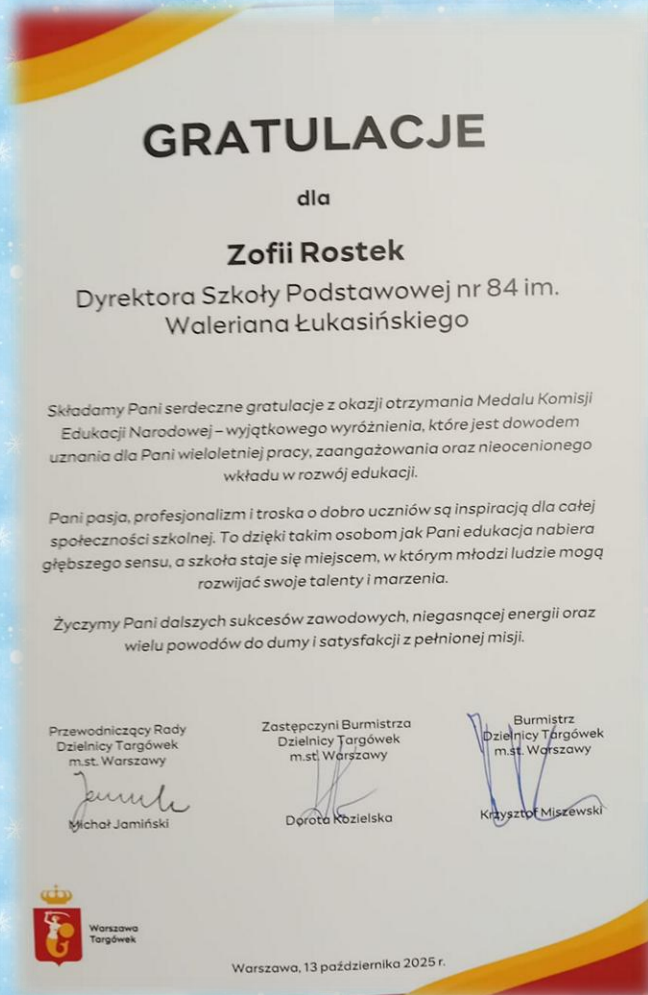 GRATULACJE
dla
Zofii Rostek
Dyrektora Szkoły Podstawowej nr 84 im.
Waleriana Łukasińskiego
Składamy Pani serdeczne gratulacje z okazji otrzymania Medalu Komisji
Edukacji Narodowej – wyjątkowego wyróżnienia, które jest dowodem
uznania dla Pani wieloletniej pracy, zaangażowania oraz nieocenionego
wkładu w rozwój edukacji.
Pani pasja, profesjonalizm i troska o dobro uczniów są inspiracją dla całej
społeczności szkolnej. To dzięki takim osobom jak Pani edukacja nabiera
głębszego sensu, a szkoła staje się miejscem, w którym młodzi ludzie mogą
rozwijać swoje talenty i marzenia.
Życzymy Pani dalszych sukcesów zawodowych, niegasnącej energii oraz
wielu powodów do dumy i satysfakcji z pełnionej misji.
Przewodniczący Rady
Dzielnicy Targówek
m.st. Warszawy
Michał Jamiński
Zastępczyni Burmistrza
Dzielnicy Targówek
m.st. Warszawy
Dorota Kozielska
Burmistrz
Dzielnicy Targówek
m.st. Warszawy
Krzysztof Miszewski
Warszawa
Targówek
Warszawa, 13 października 2025 r.